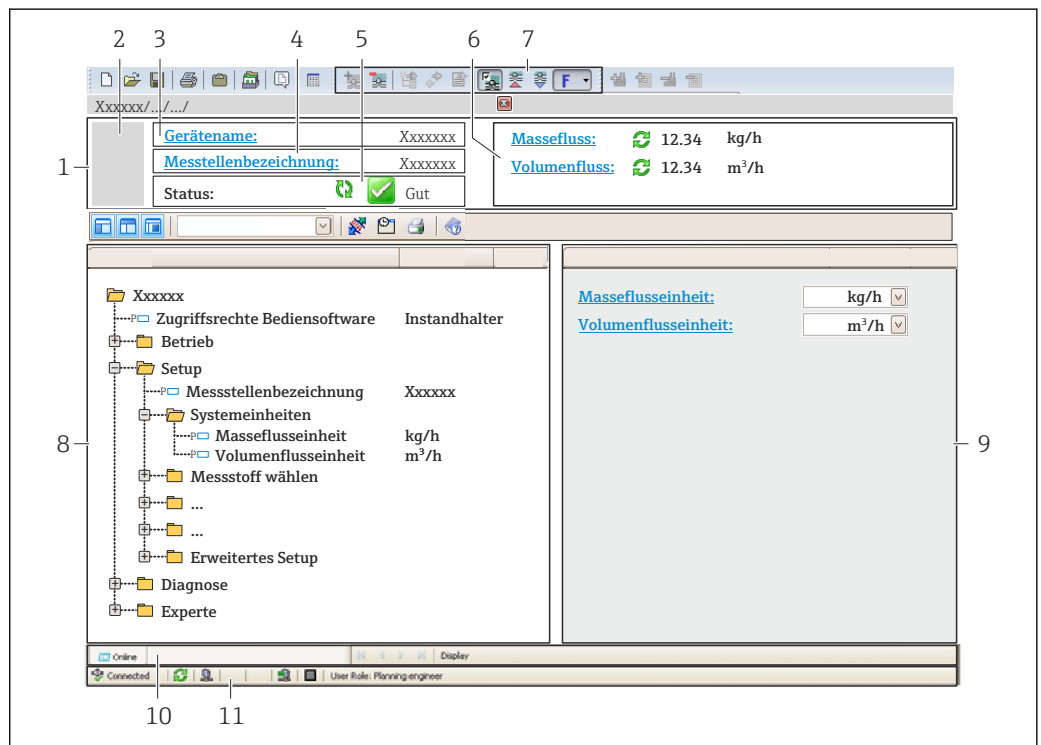 2 3 4 5 6 7
F
Xxxxxx/.../.../
1
Gerätename: Xxxxxxx
Messtellenbezeichnung: Xxxxxxx
Status: Gut
Massefluss: 12.34 kg/h
Volumenfluss: 12.34 m³/h
Xxxxxx
P Zugriffsrechte Bediensoftware Instandhalter
Betrieb
Setup
P Messstellenbezeichnung Xxxxxx
Systemeinheiten
P Masseflusseinheit kg/h
P Volumenflusseinheit m³/h
Messstoff wählen
...
...
Erweitertes Setup
Diagnose
Experte
8
Masseflusseinheit: kg/h
Volumenflusseinheit: m³/h
9
Online Display
Connected User Role: Planning engineer
10 11